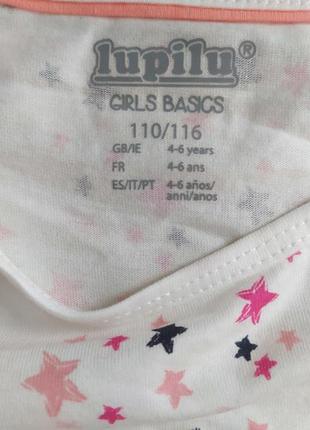 lupilu®
GIRLS BASICS
110/116
GB/IE 4-6 years
FR 4-6 ans
ES/IT/PT 4-6 años/
anni/anos